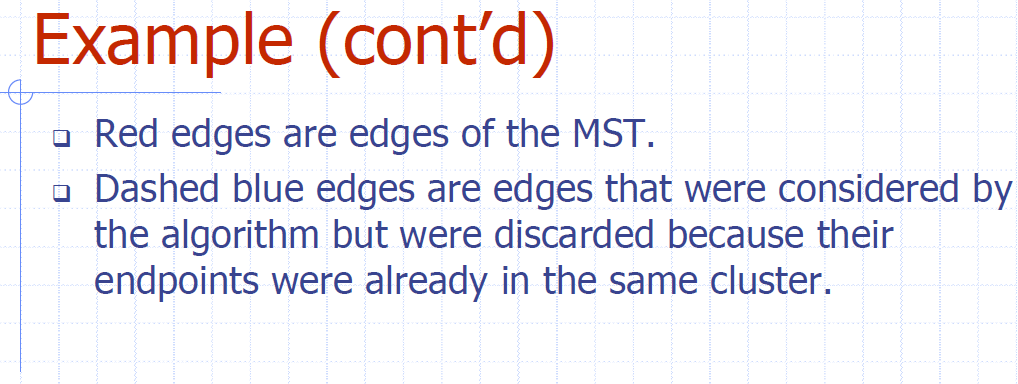 Example (cont’d)
❑ Red edges are edges of the MST.
❑ Dashed blue edges are edges that were considered by
the algorithm but were discarded because their
endpoints were already in the same cluster.